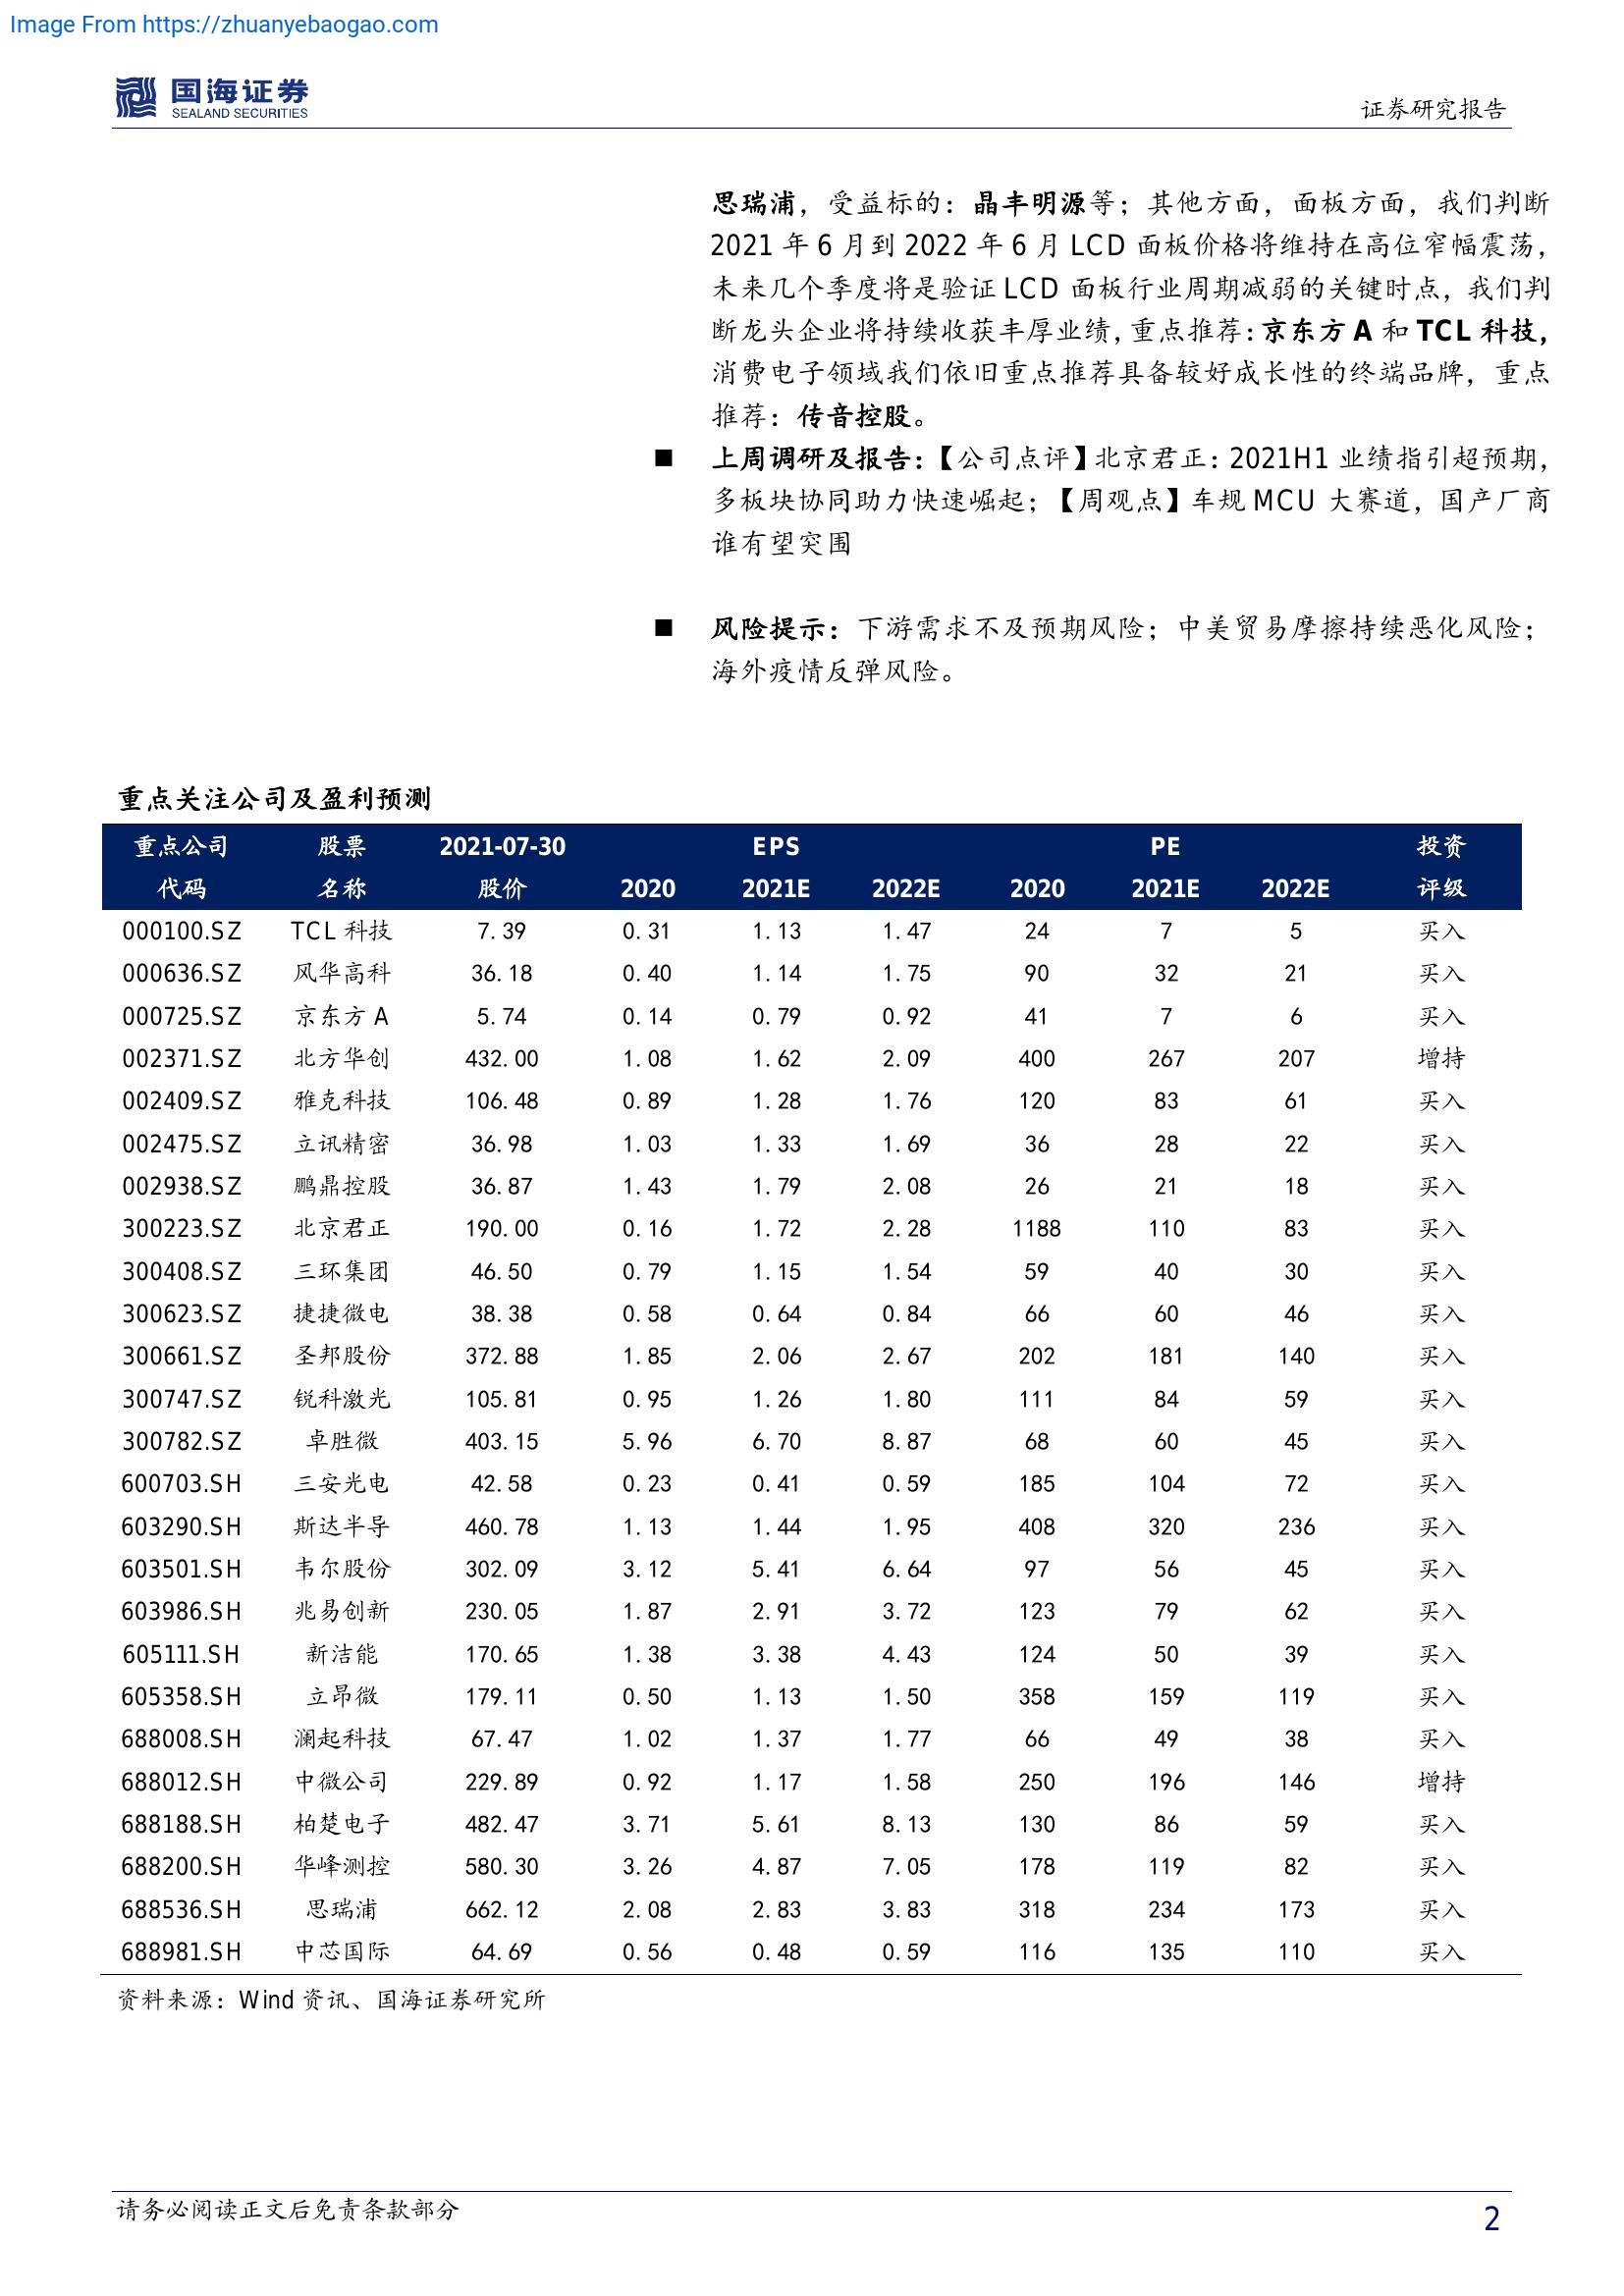 Image From https://zhuanyebaogao.com
国海证券
SEALAND SECURITIES
证券研究报告
思瑞浦，受益标的：晶丰明源等；其他方面，面板方面，我们判断
2021 年 6 月到 2022 年 6 月 LCD 面板价格将维持在高位窄幅震荡，
未来几个季度将是验证 LCD 面板行业周期减弱的关键时点，我们判
断龙头企业将持续收获丰厚业绩，重点推荐：京东方 A 和 TCL 科技，
消费电子领域我们依旧重点推荐具备较好成长性的终端品牌，重点
推荐：传音控股。
■ 上周调研及报告：【公司点评】北京君正：2021H1 业绩指引超预期，
多板块协同助力快速崛起；【周观点】车规 MCU 大赛道，国产厂商
谁有望突围
■ 风险提示：下游需求不及预期风险；中美贸易摩擦持续恶化风险；
海外疫情反弹风险。
重点关注公司及盈利预测
重点公司 股票 2021-07-30 EPS PE 投资
代码 名称 股价 2020 2021E 2022E 2020 2021E 2022E 评级
000100.SZ TCL 科技 7.39 0.31 1.13 1.47 24 7 5 买入
000636.SZ 风华高科 36.18 0.40 1.14 1.75 90 32 21 买入
000725.SZ 京东方 A 5.74 0.14 0.79 0.92 41 7 6 买入
002371.SZ 北方华创 432.00 1.08 1.62 2.09 400 267 207 增持
002409.SZ 雅克科技 106.48 0.89 1.28 1.76 120 83 61 买入
002475.SZ 立讯精密 36.98 1.03 1.33 1.69 36 28 22 买入
002938.SZ 鹏鼎控股 36.87 1.43 1.79 2.08 26 21 18 买入
300223.SZ 北京君正 190.00 0.16 1.72 2.28 1188 110 83 买入
300408.SZ 三环集团 46.50 0.79 1.15 1.54 59 40 30 买入
300623.SZ 捷捷微电 38.38 0.58 0.64 0.84 66 60 46 买入
300661.SZ 圣邦股份 372.88 1.85 2.06 2.67 202 181 140 买入
300747.SZ 锐科激光 105.81 0.95 1.26 1.80 111 84 59 买入
300782.SZ 卓胜微 403.15 5.96 6.70 8.87 68 60 45 买入
600703.SH 三安光电 42.58 0.23 0.41 0.59 185 104 72 买入
603290.SH 斯达半导 460.78 1.13 1.44 1.95 408 320 236 买入
603501.SH 韦尔股份 302.09 3.12 5.41 6.64 97 56 45 买入
603986.SH 兆易创新 230.05 1.87 2.91 3.72 123 79 62 买入
605111.SH 新洁能 170.65 1.38 3.38 4.43 124 50 39 买入
605358.SH 立昂微 179.11 0.50 1.13 1.50 358 159 119 买入
688008.SH 澜起科技 67.47 1.02 1.37 1.77 66 49 38 买入
688012.SH 中微公司 229.89 0.92 1.17 1.58 250 196 146 增持
688188.SH 柏楚电子 482.47 3.71 5.61 8.13 130 86 59 买入
688200.SH 华峰测控 580.30 3.26 4.87 7.05 178 119 82 买入
688536.SH 思瑞浦 662.12 2.08 2.83 3.83 318 234 173 买入
688981.SH 中芯国际 64.69 0.56 0.48 0.59 116 135 110 买入
资料来源：Wind 资讯、国海证券研究所
请务必阅读正文后免责条款部分
2